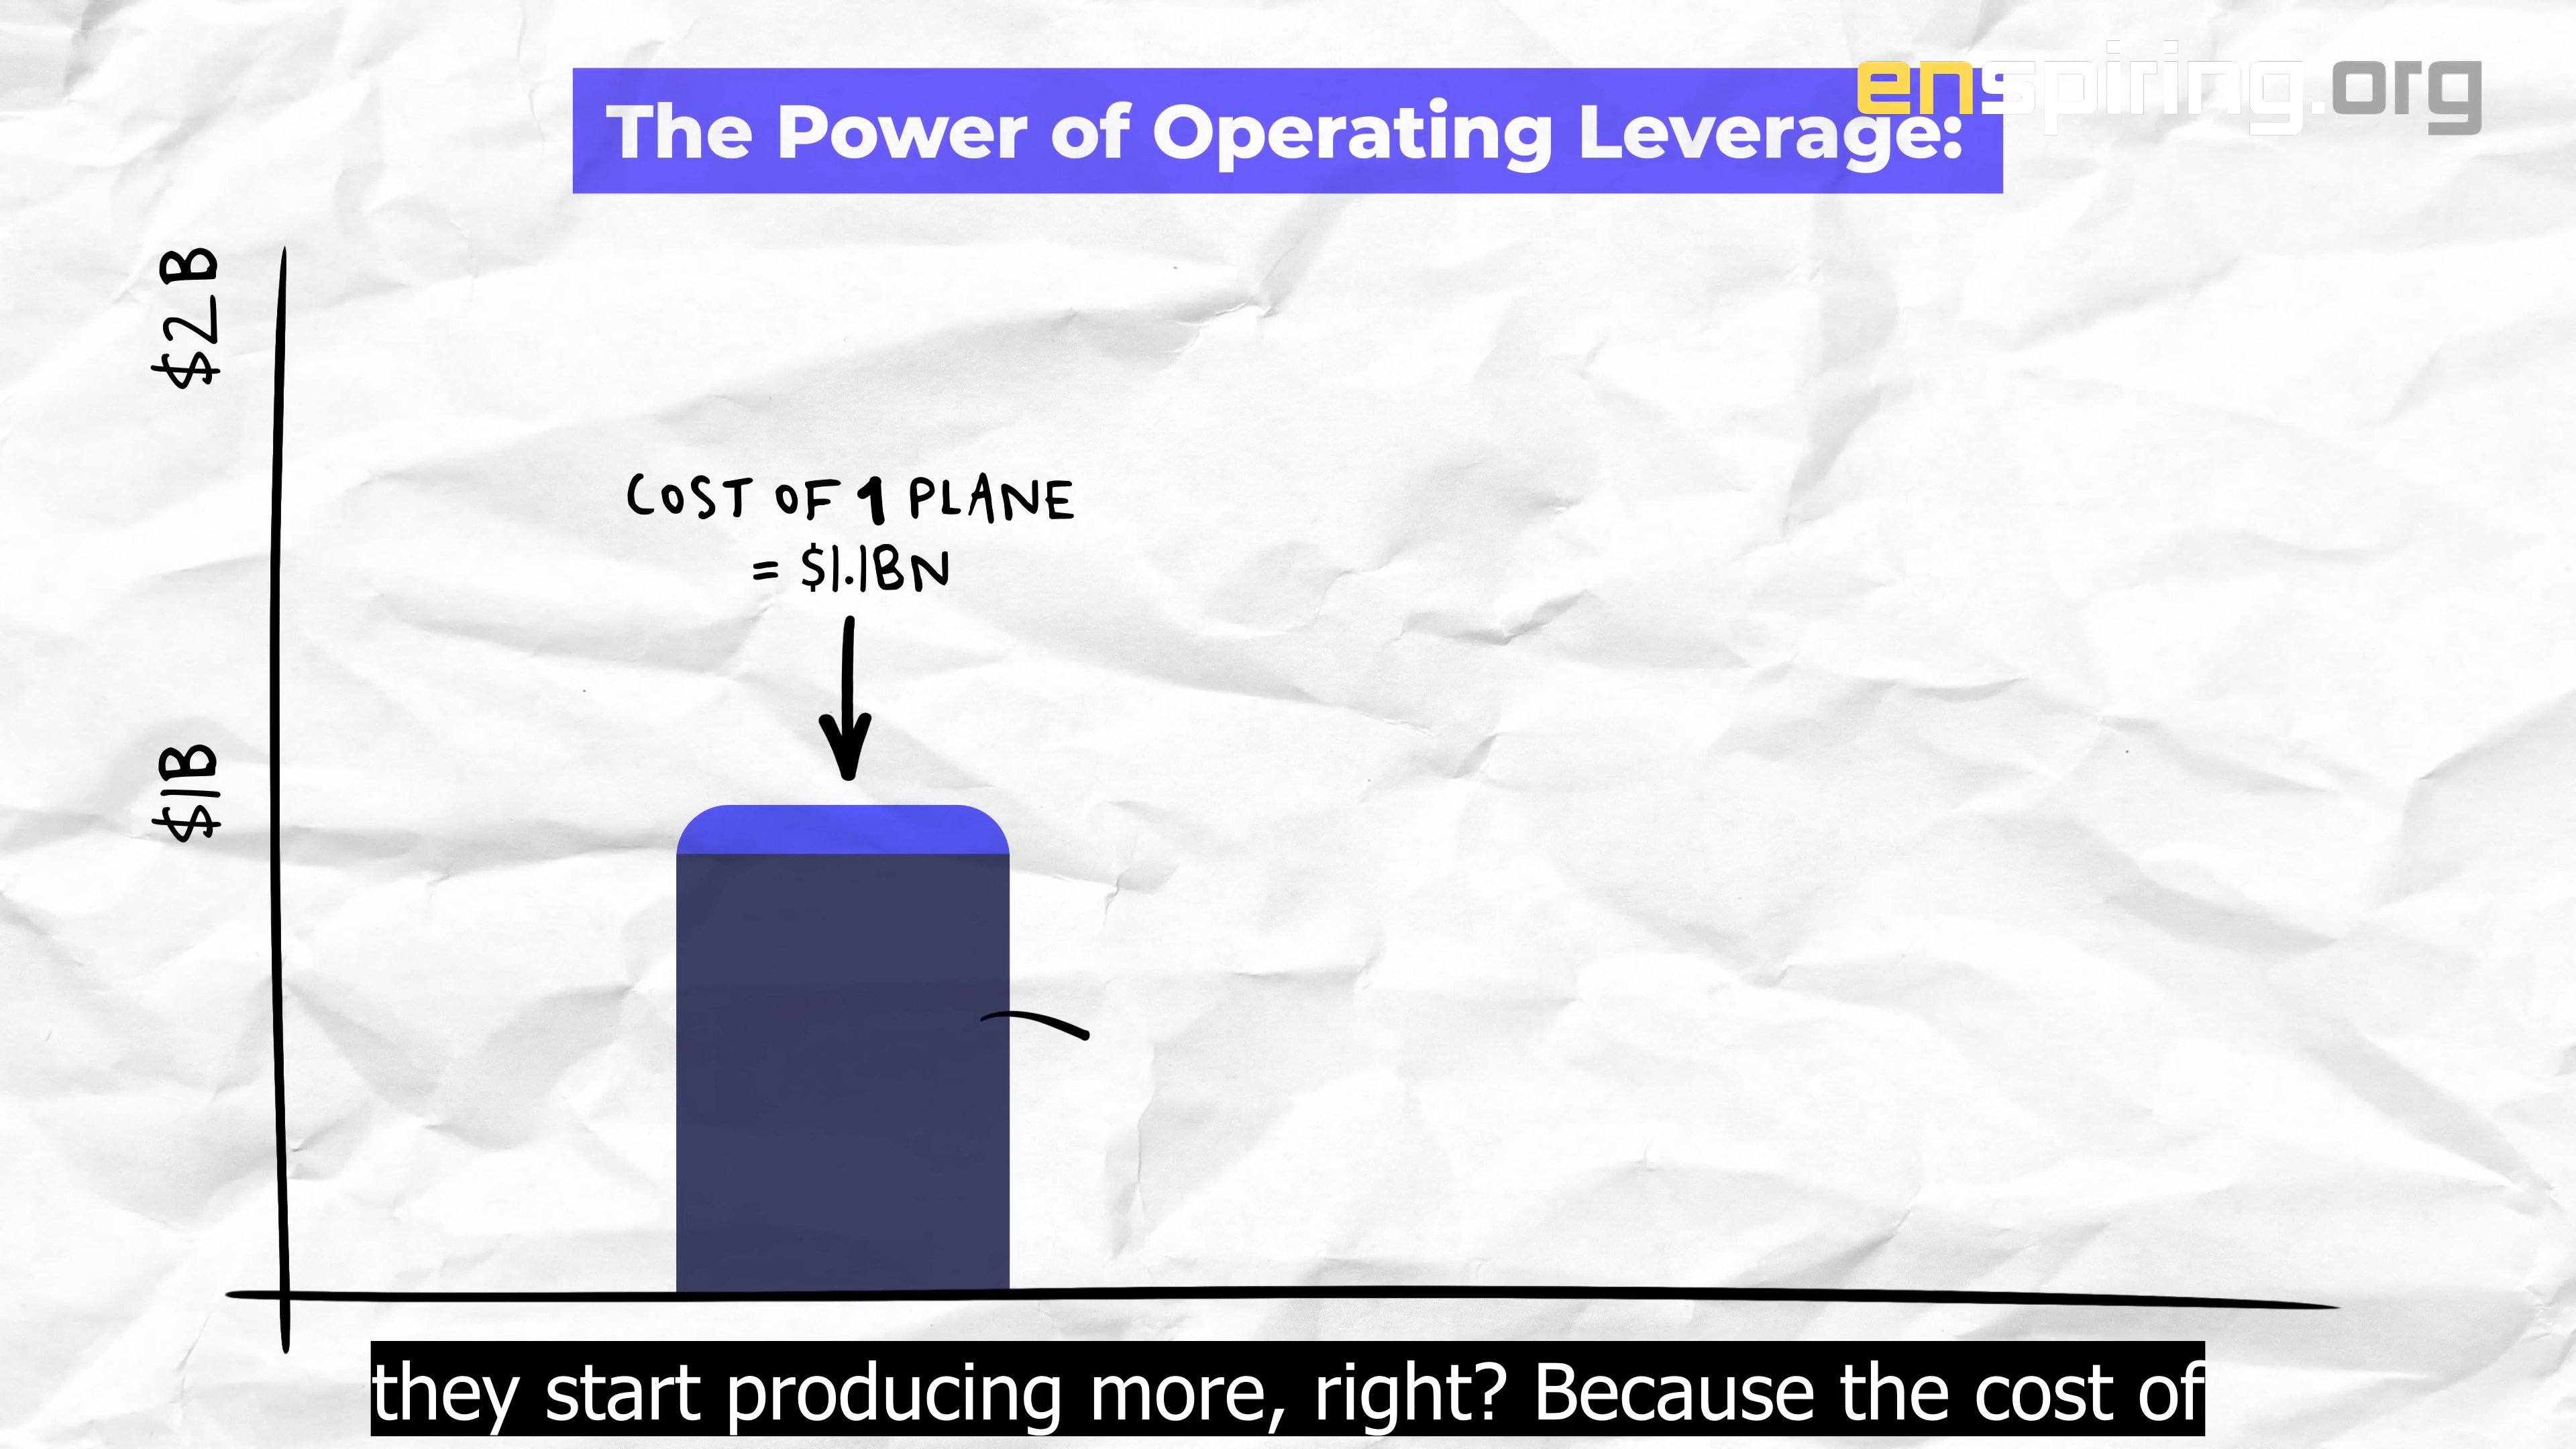 enspiring.org
The Power of Operating Leverage:
$2B
COST OF 1 PLANE
= $1.1BN
$1B
they start producing more, right? Because the cost of